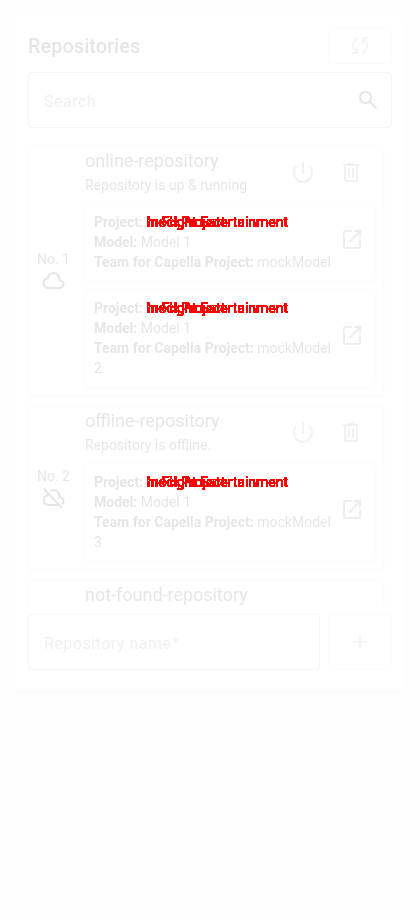 Repositories
Search
online-repository
Repository is up & running
No. 1
Project:
Model: Model 1
Team for Capella Project: mockModel
Project:
Model: Model 1
Team for Capella Project: mockModel
2
offline-repository
Repository is offline.
No. 2
Project:
Model: Model 1
Team for Capella Project: mockModel
3
not-found-repository
Repository name*